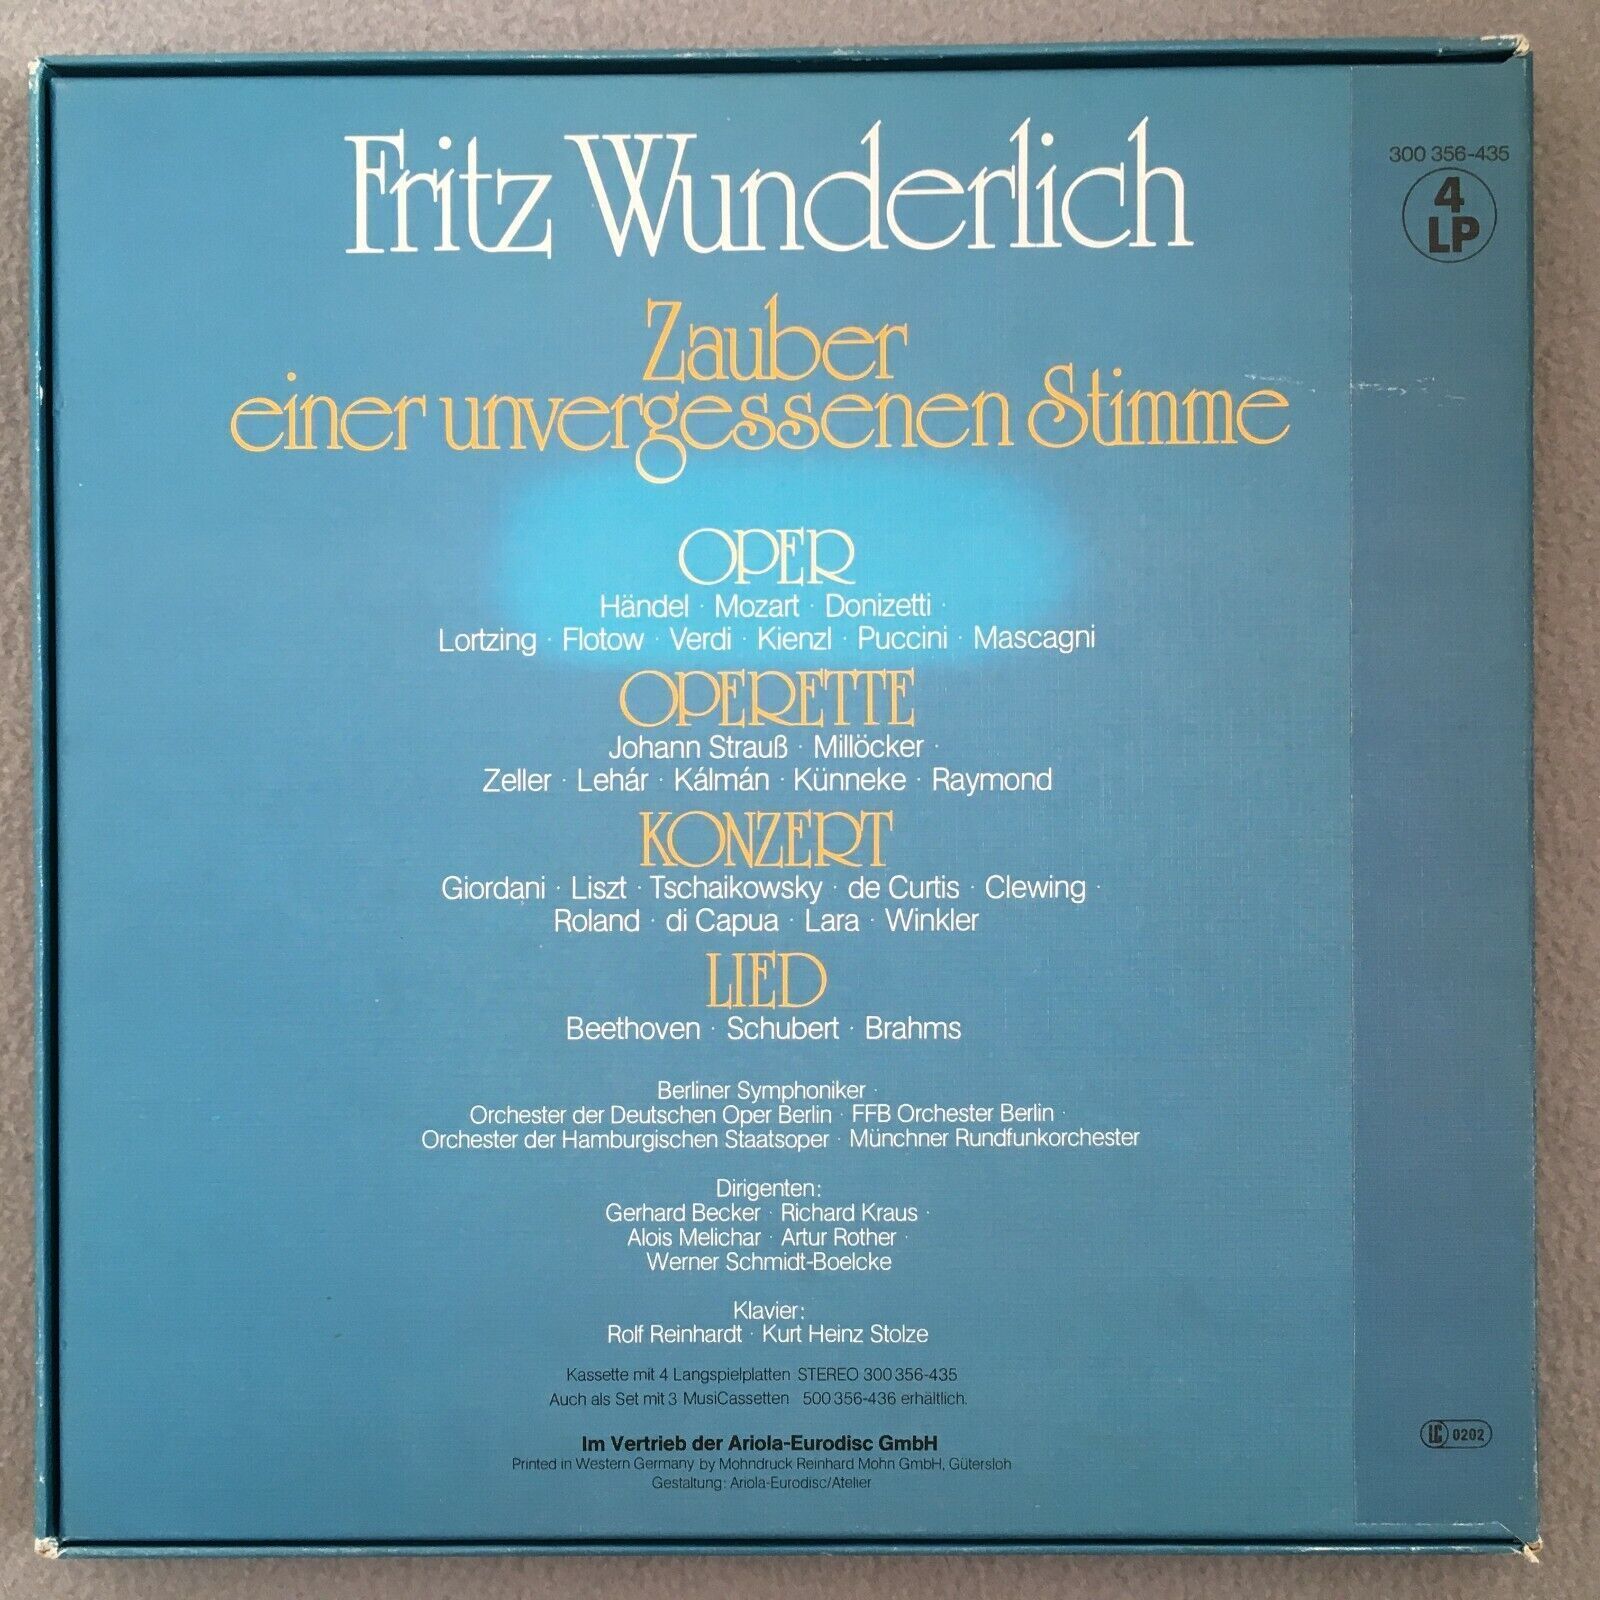 Fritz Wunderlich
300 356-435
4
LP
Zauber
einer unvergessenen Stimme
OPER
Händel · Mozart · Donizetti ·
Lortzing · Flotow · Verdi · Kienzl · Puccini · Mascagni
OPERETTE
Johann Strauß · Millöcker ·
Zeller · Lehár · Kálmán · Künneke · Raymond
KONZERT
Giordani · Liszt · Tschaikowsky · de Curtis · Clewing ·
Roland · di Capua · Lara · Winkler
LIED
Beethoven · Schubert · Brahms
Berliner Symphoniker ·
Orchester der Deutschen Oper Berlin · FFB Orchester Berlin ·
Orchester der Hamburgischen Staatsoper · Münchner Rundfunkorchester
Dirigenten:
Gerhard Becker · Richard Kraus ·
Alois Melichar · Artur Rother ·
Werner Schmidt-Boelcke
Klavier:
Rolf Reinhardt · Kurt Heinz Stolze
Kassette mit 4 Langspielplatten STEREO 300 356-435
Auch als Set mit 3 MusiCassetten 500 356-436 erhältlich.
Im Vertrieb der Ariola-Eurodisc GmbH
Printed in Western Germany by Mohndruck Reinhard Mohn GmbH, Gütersloh
Gestaltung: Ariola-Eurodisc/Atelier
LC 0202